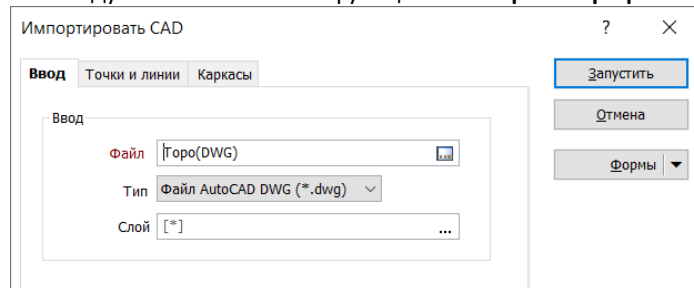 Импортировать CAD ? ×
Ввод Точки и линии Каркасы Запустить
Отмена
Ввод
Файл Topo(DWG) Формы
Тип Файл AutoCAD DWG (*.dwg)
Слой [*] ...